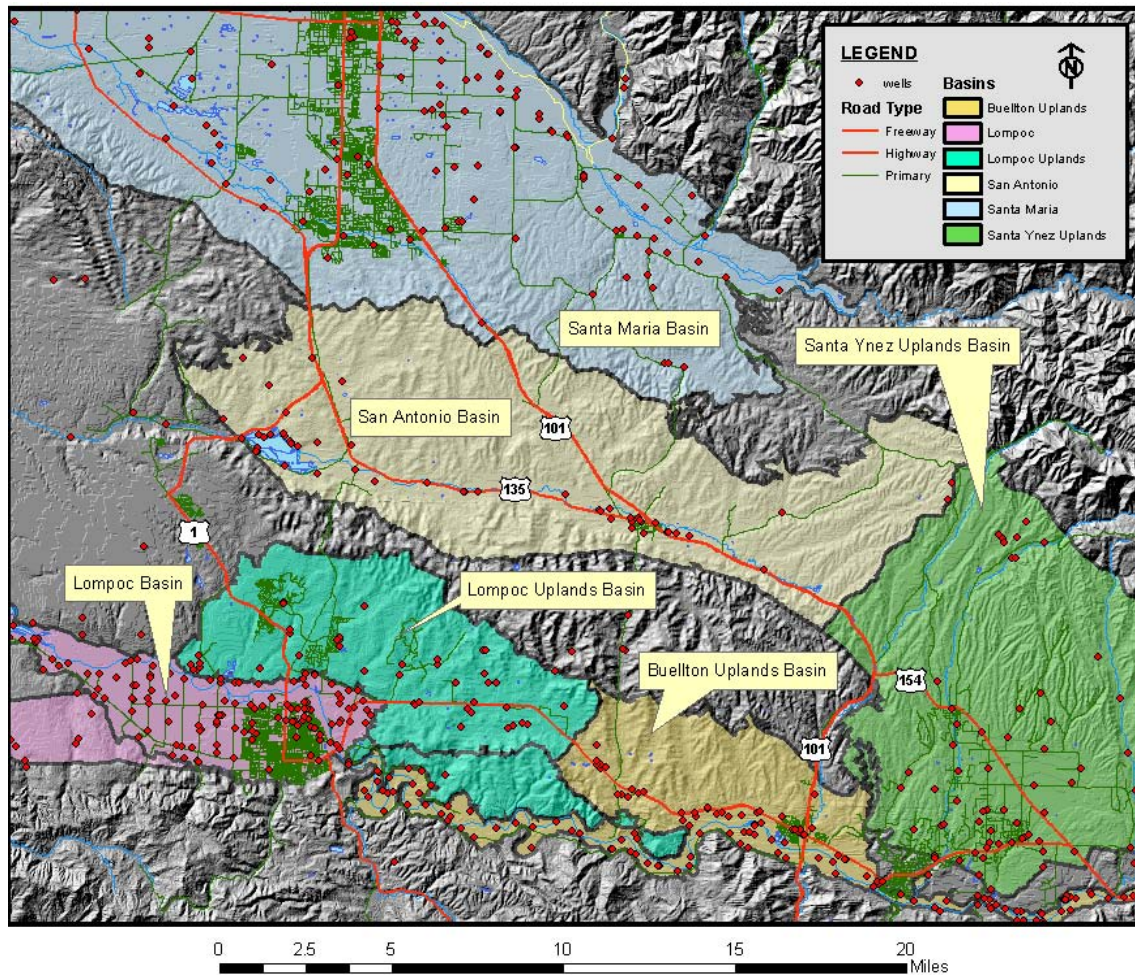 LEGEND
N
wells
Basins
Road Type
Buellton Uplands
Freeway
Lompoc
Highway
Lompoc Uplands
Primary
San Antonio
Santa Maria
Santa Ynez Uplands
Santa Maria Basin
Santa Ynez Uplands Basin
San Antonio Basin
101
135
1
Lompoc Basin
Lompoc Uplands Basin
Buellton Uplands Basin
154
101
0 2.5 5 10 15 20
Miles